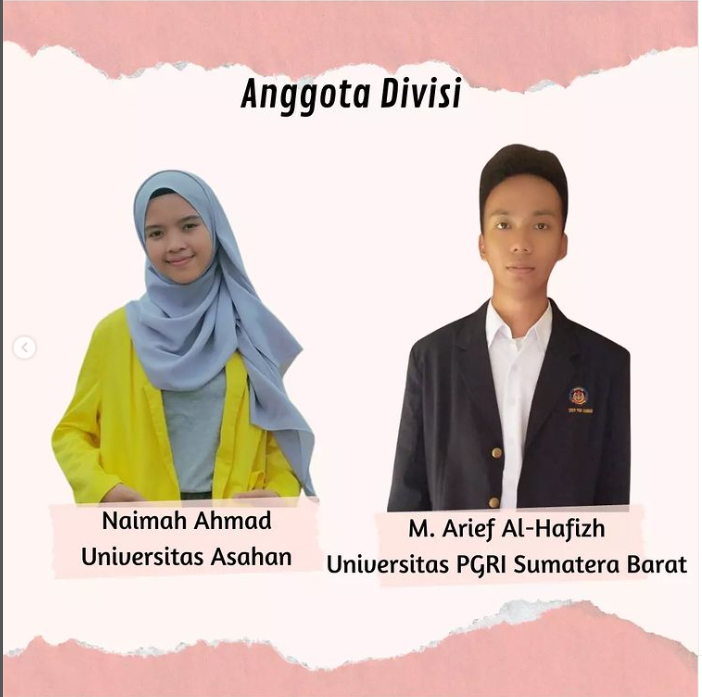 Anggota Divisi
Naimah Ahmad
Universitas Asahan
M. Arief Al-Hafizh
Universitas PGRI Sumatera Barat